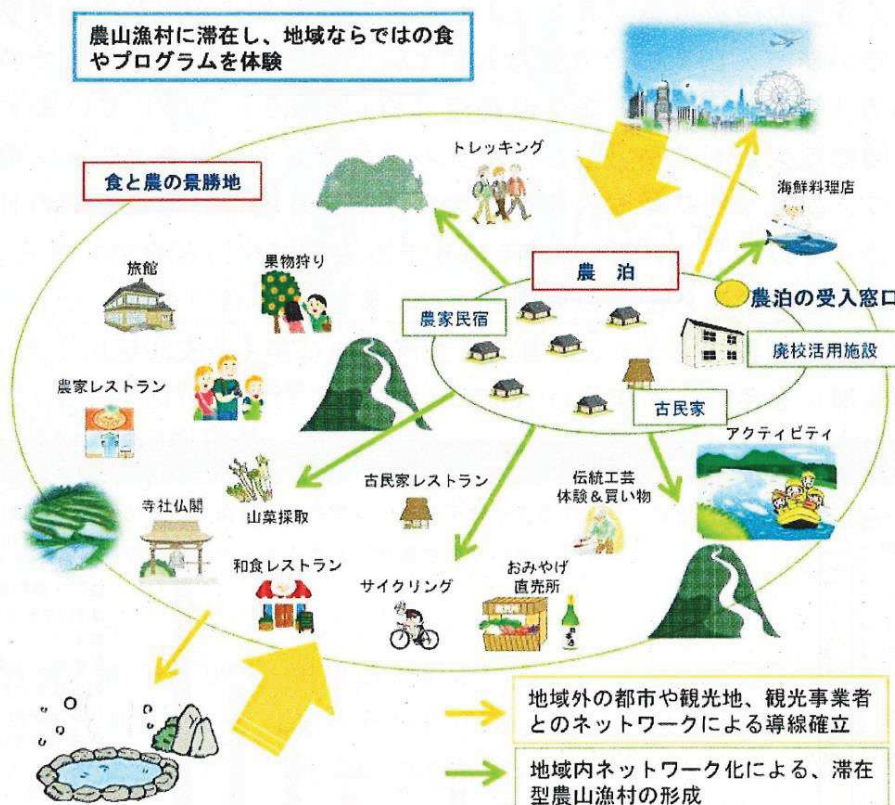 農山漁村に滞在し、地域ならではの食
やプログラムを体験
トレッキング
食と農の景勝地
海鮮料理店
旅館
果物狩り
農 泊
農泊の受入窓口
農家民宿
廃校活用施設
農家レストラン
古民家
アクティビティ
古民家レストラン
伝統工芸
体験&買い物
山菜採取
寺社仏閣
和食レストラン
サイクリング
おみやげ
直売所
地域外の都市や観光地、観光事業者
とのネットワークによる導線確立
地域内ネットワーク化による、滞在
型農山漁村の形成